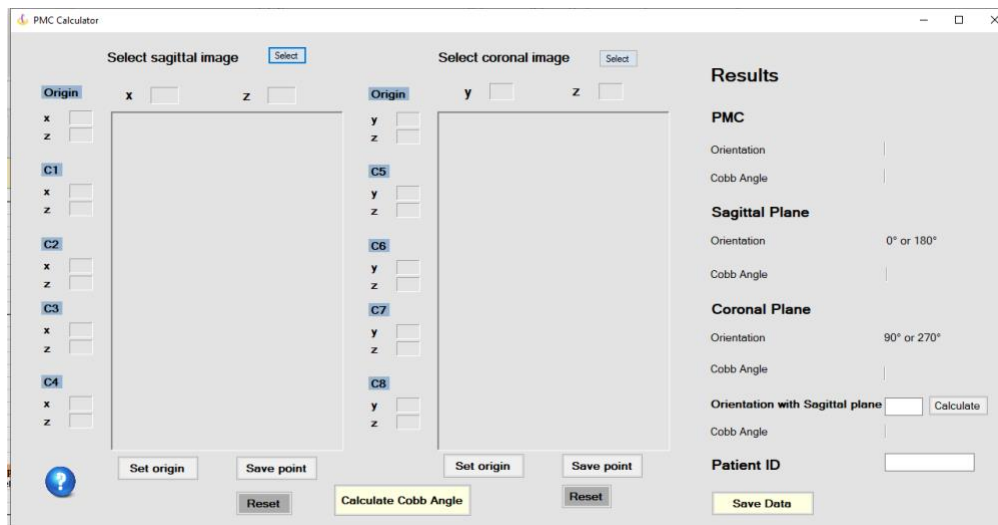 PMC Calculator
Select sagittal image Select
Select coronal image Select
Origin x z
x
z
C1
x
z
C2
x
z
C3
x
z
C4
x
z
Set origin Save point
Reset
Origin y z
y
z
C5
y
z
C6
y
z
C7
y
z
C8
y
z
Set origin Save point
Reset
Calculate Cobb Angle
?
Results
PMC
Orientation
Cobb Angle
Sagittal Plane
Orientation 0° or 180°
Cobb Angle
Coronal Plane
Orientation 90° or 270°
Cobb Angle
Orientation with Sagittal plane Calculate
Cobb Angle
Patient ID
Save Data